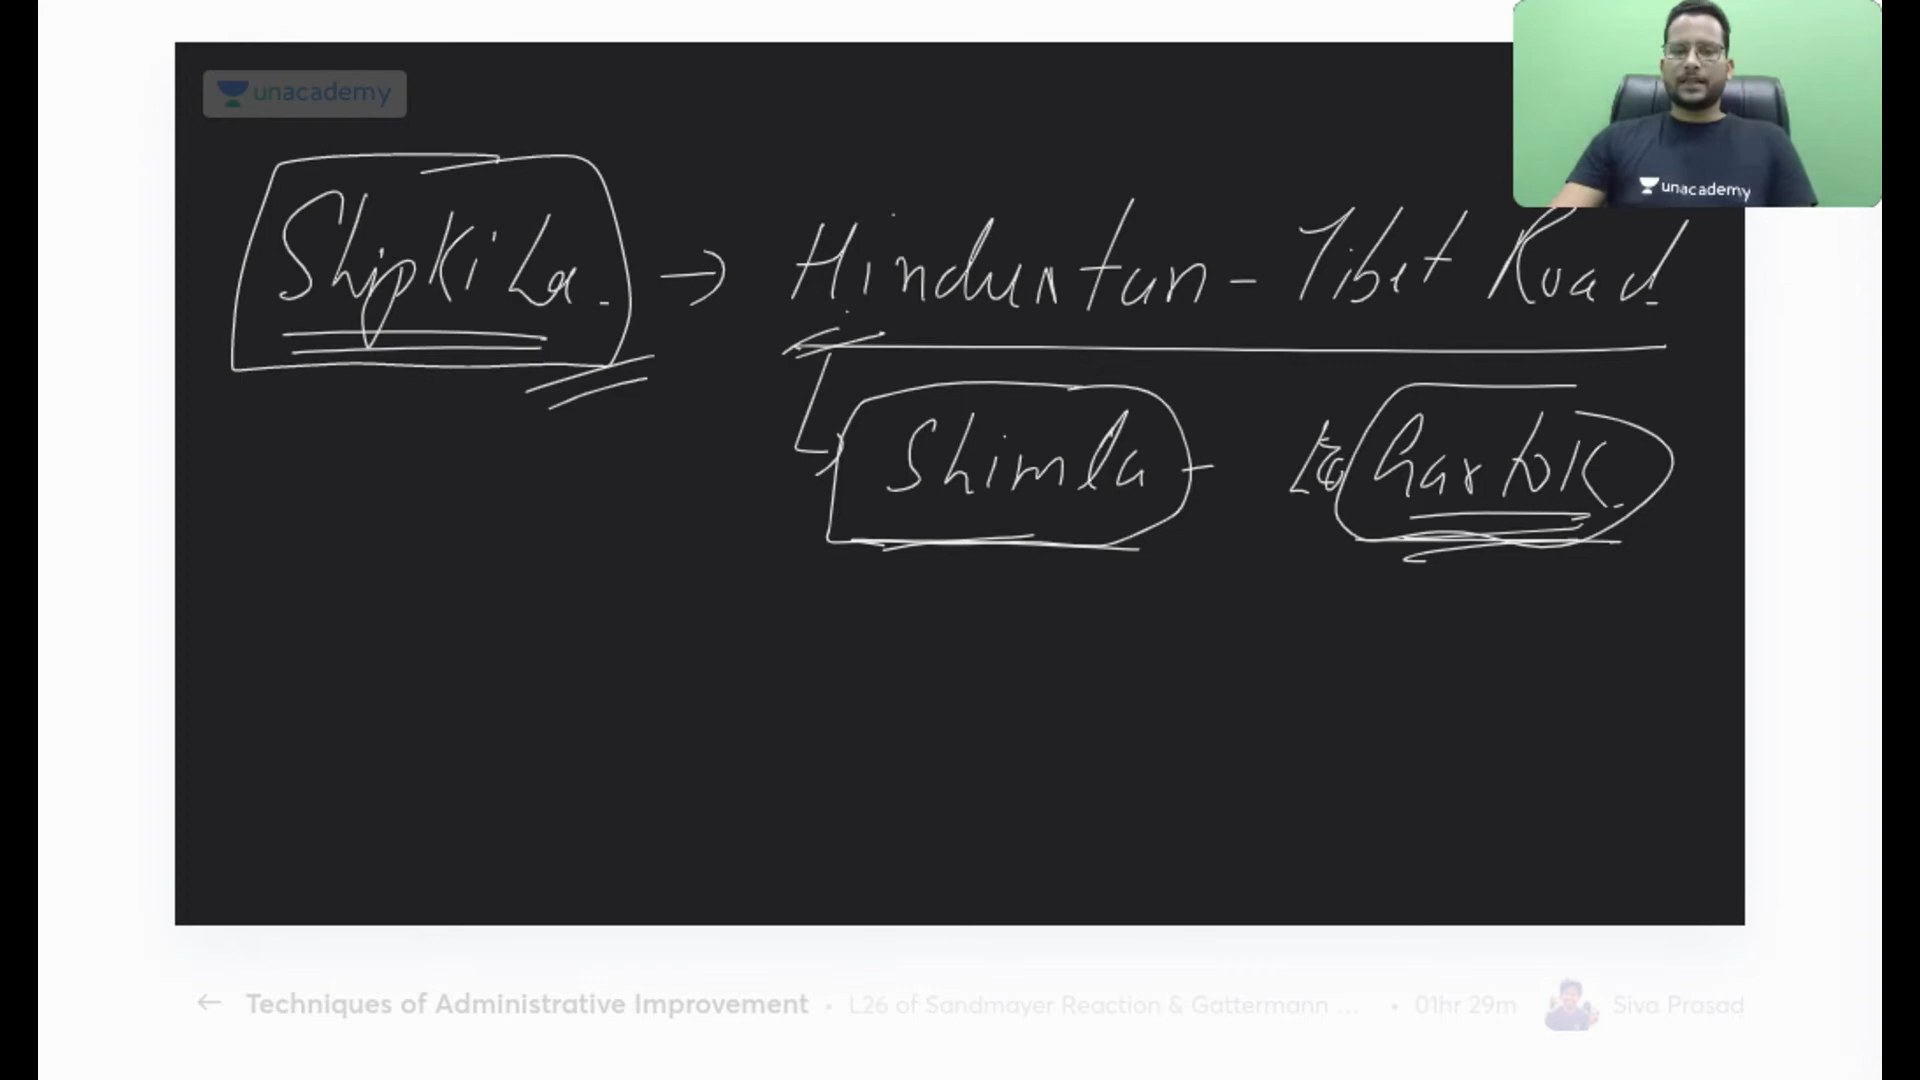 unacademy
unacademy
Shipki La. → Hindustan - Tibet Road.
Shimla - Gartok.
← Techniques of Administrative Improvement • L26 of Sandmayer Reaction & Gattermann ... • 01hr 29m Siva Prasad